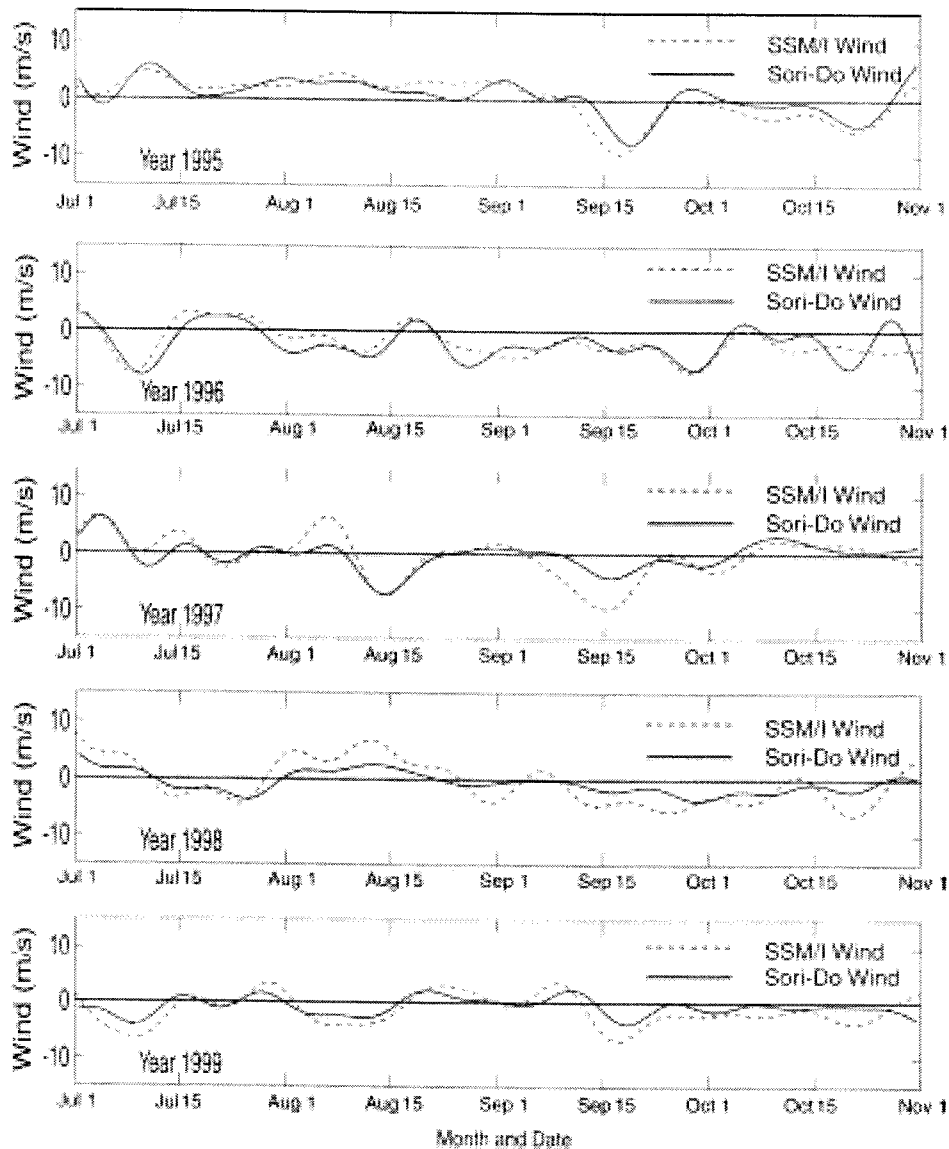 Wind (m/s)
10
0
-10
SSM/I Wind
Sori-Do Wind
Year 1995
Jul 1 Jul 15 Aug 1 Aug 15 Sep 1 Sep 15 Oct 1 Oct 15 Nov 1
Wind (m/s)
10
0
-10
SSM/I Wind
Sori-Do Wind
Year 1996
Jul 1 Jul 15 Aug 1 Aug 15 Sep 1 Sep 15 Oct 1 Oct 15 Nov 1
Wind (m/s)
10
0
-10
SSM/I Wind
Sori-Do Wind
Year 1997
Jul 1 Jul 15 Aug 1 Aug 15 Sep 1 Sep 15 Oct 1 Oct 15 Nov 1
Wind (m/s)
10
0
-10
SSM/I Wind
Sori-Do Wind
Year 1998
Jul 1 Jul 15 Aug 1 Aug 15 Sep 1 Sep 15 Oct 1 Oct 15 Nov 1
Wind (m/s)
10
0
-10
SSM/I Wind
Sori-Do Wind
Year 1999
Jul 1 Jul 15 Aug 1 Aug 15 Sep 1 Sep 15 Oct 1 Oct 15 Nov 1
Month and Date